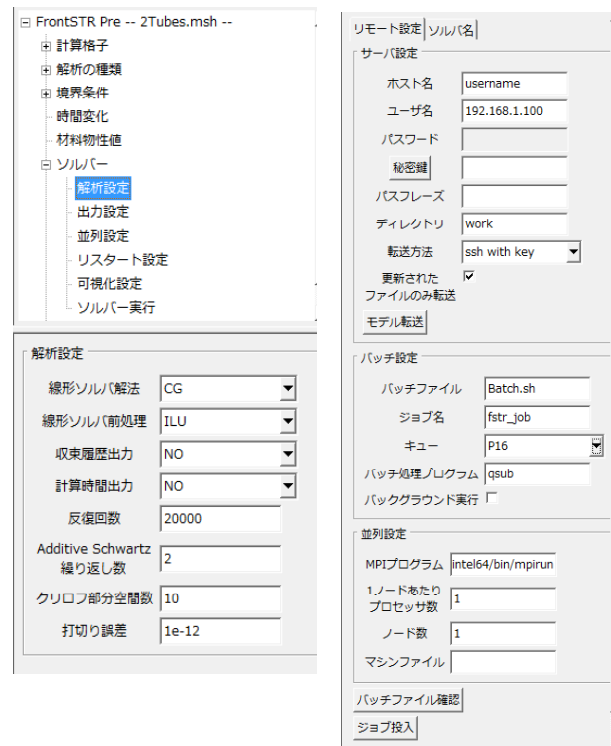 FrontSTR Pre -- 2Tubes.msh --
計算格子
解析の種類
境界条件
時間変化
材料物性値
ソルバー
解析設定
出力設定
並列設定
リスタート設定
可視化設定
ソルバー実行
解析設定
線形ソルバ解法 CG
線形ソルバ前処理 ILU
収束履歴出力 NO
計算時間出力 NO
反復回数 20000
Additive Schwartz
繰り返し数 2
クリロフ部分空間数 10
打切り誤差 1e-12
リモート設定 ソルバ名
サーバ設定
ホスト名 username
ユーザ名 192.168.1.100
パスワード
秘密鍵
パスフレーズ
ディレクトリ work
転送方法 ssh with key
更新された
ファイルのみ転送
モデル転送
バッチ設定
バッチファイル Batch.sh
ジョブ名 fstr_job
キュー P16
バッチ処理プログラム qsub
バックグラウンド実行
並列設定
MPIプログラム intel64/bin/mpirun
1ノードあたり
プロセッサ数 1
ノード数 1
マシンファイル
バッチファイル確認
ジョブ投入